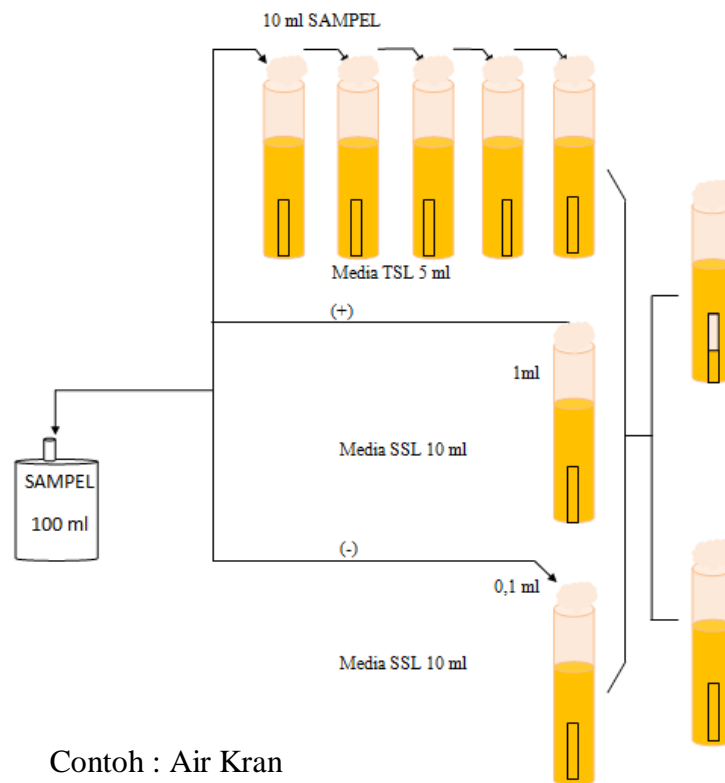 10 ml SAMPEL
Media TSL 5 ml
(+)
1ml
Media SSL 10 ml
SAMPEL
100 ml
(-)
0,1 ml
Media SSL 10 ml
Contoh : Air Kran